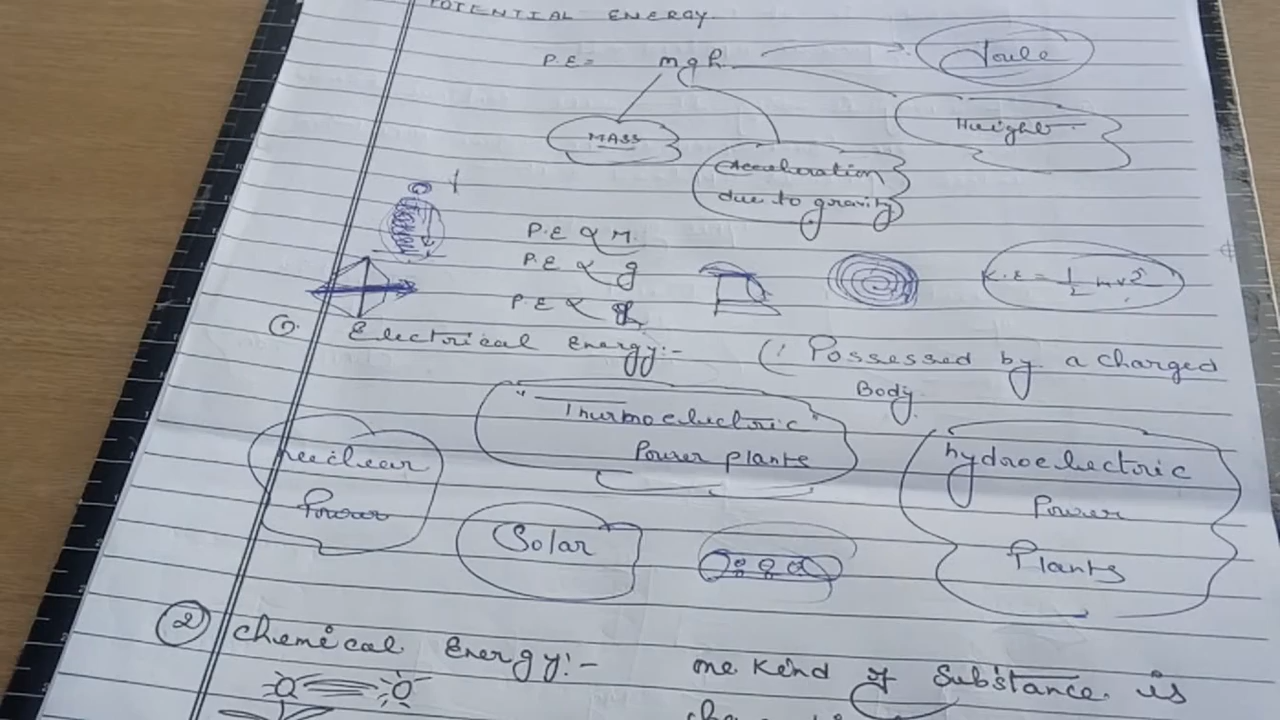 POTENTIAL ENERGY.
P.E = mgh
Joule
MASS
Height
Acceleration
due to gravity
P.E ∝ M.
P.E ∝ g
P.E ∝ h
K.E = 1/2 mv²
①. Electrical Energy:- (: Possessed by a charged
Body.
"Thermoelectric"
Power plants
Nuclear
Power
hydroelectric
Power
Plants
Solar
② Chemical Energy:- one kind of Substance is